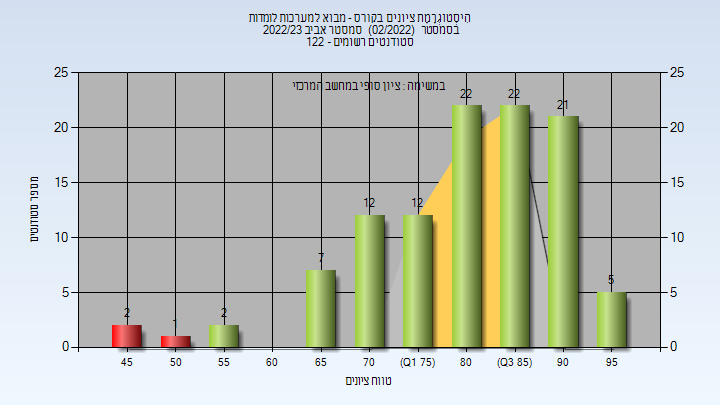 היסטוגרמת ציונים בקורס - מבוא למערכות לומדות
בסמסטר (02/2022) סמסטר אביב 2022/23
סטודנטים רשומים - 122
במשימה : ציון סופי במחשב המרכזי
מספר סטודנטים
25 25
20 20
15 15
10 10
5 5
0 0
2 1 2 7 12 12 22 22 21 5
45 50 55 60 65 70 (Q1 75) 80 (Q3 85) 90 95
טווח ציונים